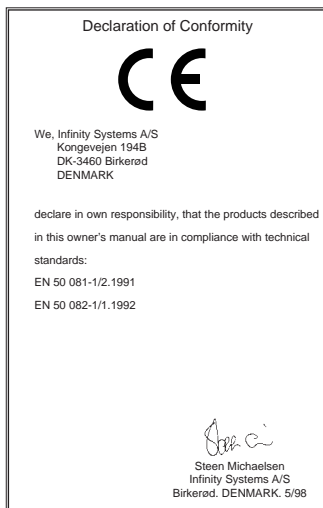 Declaration of Conformity
CE
We, Infinity Systems A/S
Kongevejen 194B
DK-3460 Birkerød
DENMARK
declare in own responsibility, that the products described
in this owner's manual are in compliance with technical
standards:
EN 50 081-1/2.1991
EN 50 082-1/1.1992
Steen Michaelsen
Infinity Systems A/S
Birkerød. DENMARK. 5/98